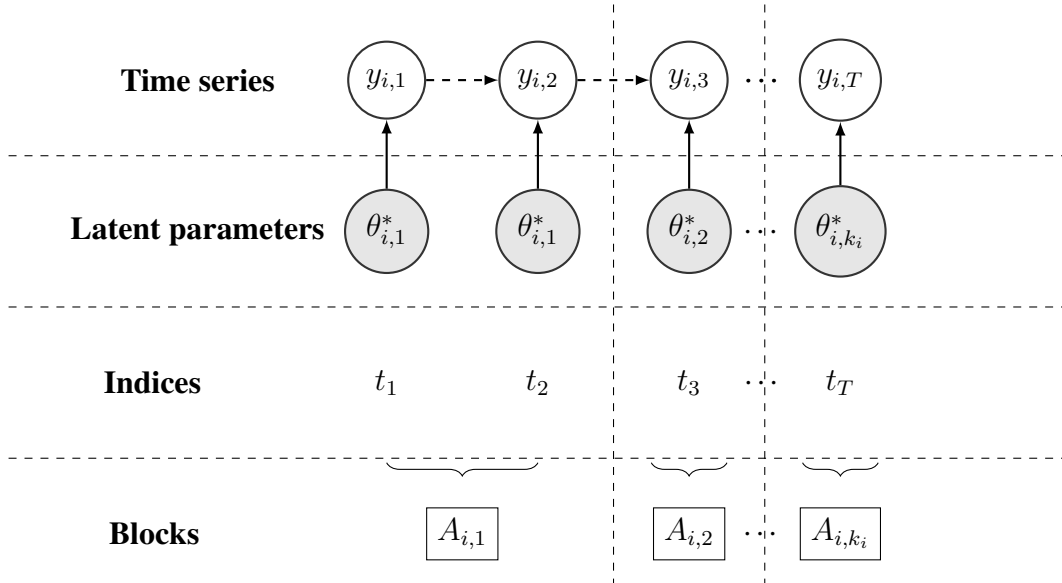 Time series y_{i,1} y_{i,2} y_{i,3} ⋯ y_{i,T}
Latent parameters θ^*_{i,1} θ^*_{i,1} θ^*_{i,2} ⋯ θ^*_{i,k_i}
Indices t_1 t_2 t_3 ⋯ t_T
Blocks A_{i,1} A_{i,2} ⋯ A_{i,k_i}